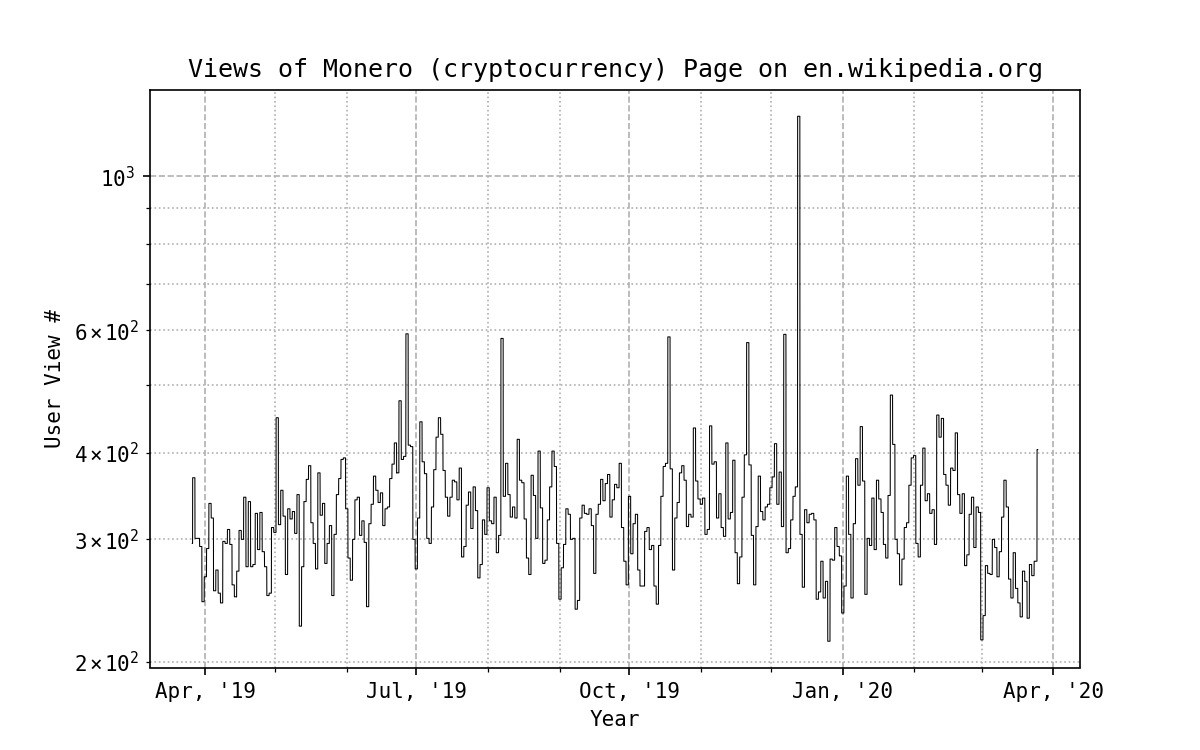 Views of Monero (cryptocurrency) Page on en.wikipedia.org
User View #
10³
6×10²
4×10²
3×10²
2×10²
Apr, '19 Jul, '19 Oct, '19 Jan, '20 Apr, '20
Year